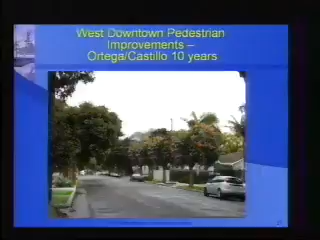 West Downtown Pedestrian
Improvements –
Ortega/Castillo 10 years